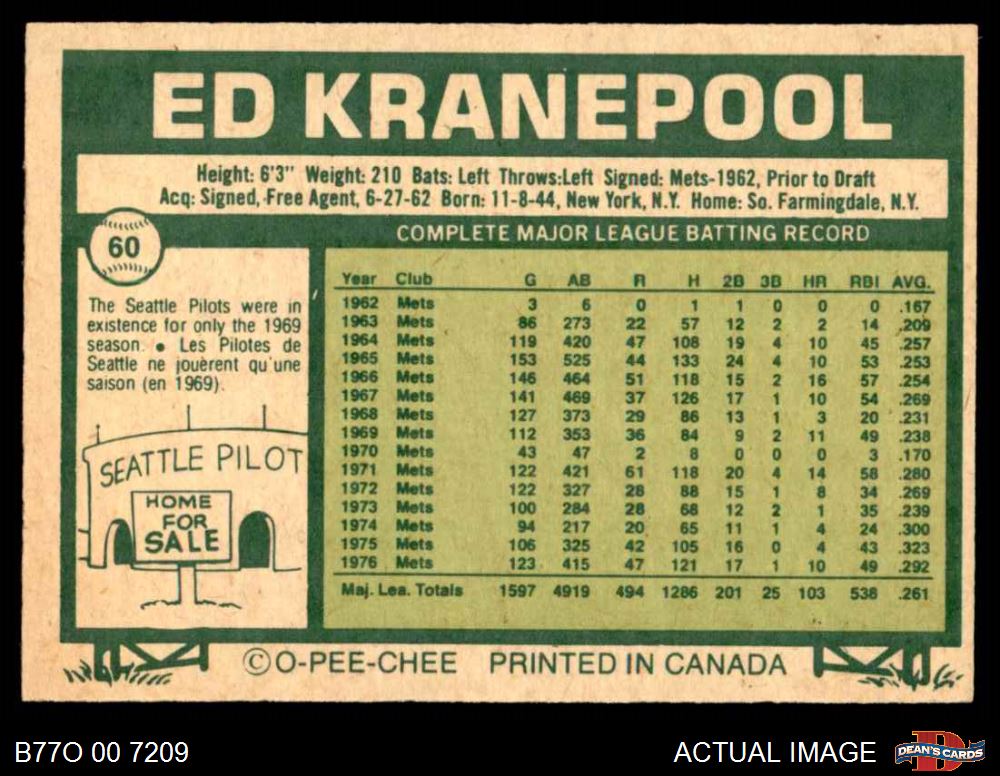 ED KRANEPOOL
Height: 6'3" Weight: 210 Bats: Left Throws:Left Signed: Mets-1962, Prior to Draft
Acq: Signed, Free Agent, 6-27-62 Born: 11-8-44, New York, N.Y. Home: So. Farmingdale, N.Y.
60
COMPLETE MAJOR LEAGUE BATTING RECORD
The Seattle Pilots were in
existence for only the 1969
season. • Les Pilotes de
Seattle ne jouèrent qu'une
saison (en 1969).
SEATTLE PILOT
HOME
FOR
SALE
Year Club G AB R H 2B 3B HR RBI AVG.
1962 Mets 3 6 0 1 1 0 0 0 .167
1963 Mets 86 273 22 57 12 2 2 14 .209
1964 Mets 119 420 47 108 19 4 10 45 .257
1965 Mets 153 525 44 133 24 4 10 53 .253
1966 Mets 146 464 51 118 15 2 16 57 .254
1967 Mets 141 469 37 126 17 1 10 54 .269
1968 Mets 127 373 29 86 13 1 3 20 .231
1969 Mets 112 353 36 84 9 2 11 49 .238
1970 Mets 43 47 2 8 0 0 0 3 .170
1971 Mets 122 421 61 118 20 4 14 58 .280
1972 Mets 122 327 28 88 15 1 8 34 .269
1973 Mets 100 284 28 68 12 2 1 35 .239
1974 Mets 94 217 20 65 11 1 4 24 .300
1975 Mets 106 325 42 105 16 0 4 43 .323
1976 Mets 123 415 47 121 17 1 10 49 .292
Maj. Lea. Totals 1597 4919 494 1286 201 25 103 538 .261
©O-PEE-CHEE PRINTED IN CANADA
B77O 00 7209
ACTUAL IMAGE
DEAN'S CARDS